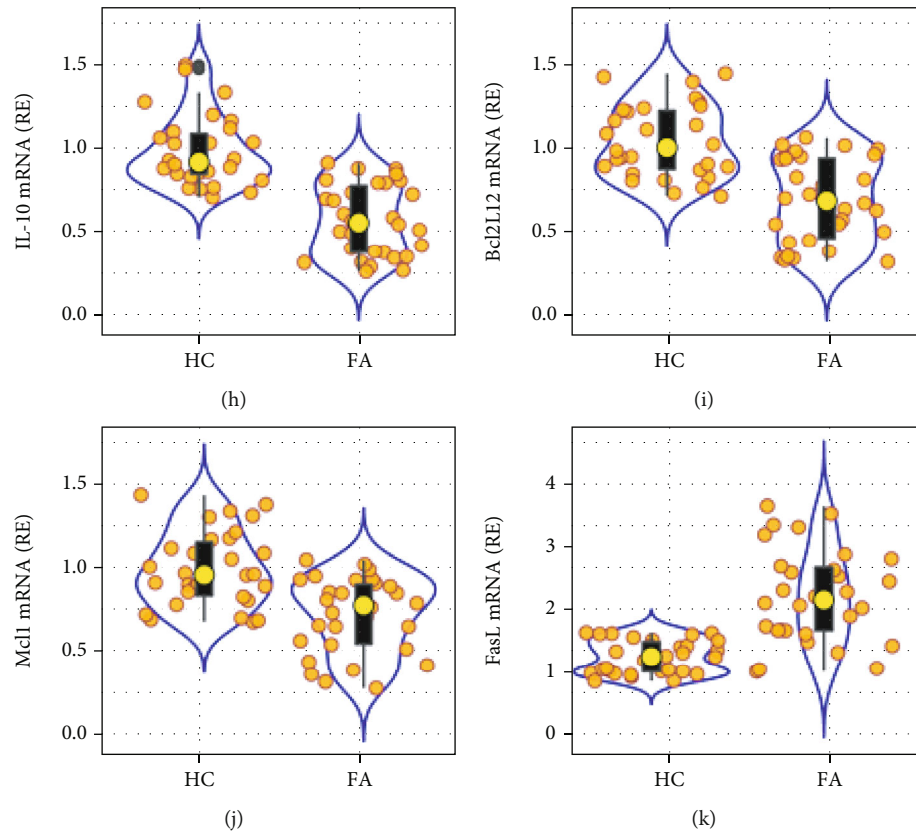 IL-10 mRNA (RE)
1.5
1.0
0.5
0.0
HC
FA
(h)
Bcl2L12 mRNA (RE)
1.5
1.0
0.5
0.0
HC
FA
(i)
Mcl1 mRNA (RE)
1.5
1.0
0.5
0.0
HC
FA
(j)
FasL mRNA (RE)
4
3
2
1
0
HC
FA
(k)